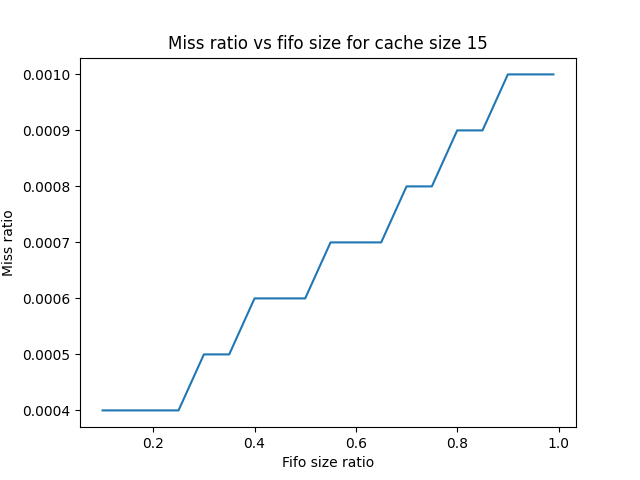 Miss ratio vs fifo size for cache size 15
0.0010
0.0009
0.0008
0.0007
0.0006
0.0005
0.0004
Miss ratio
0.2 0.4 0.6 0.8 1.0
Fifo size ratio